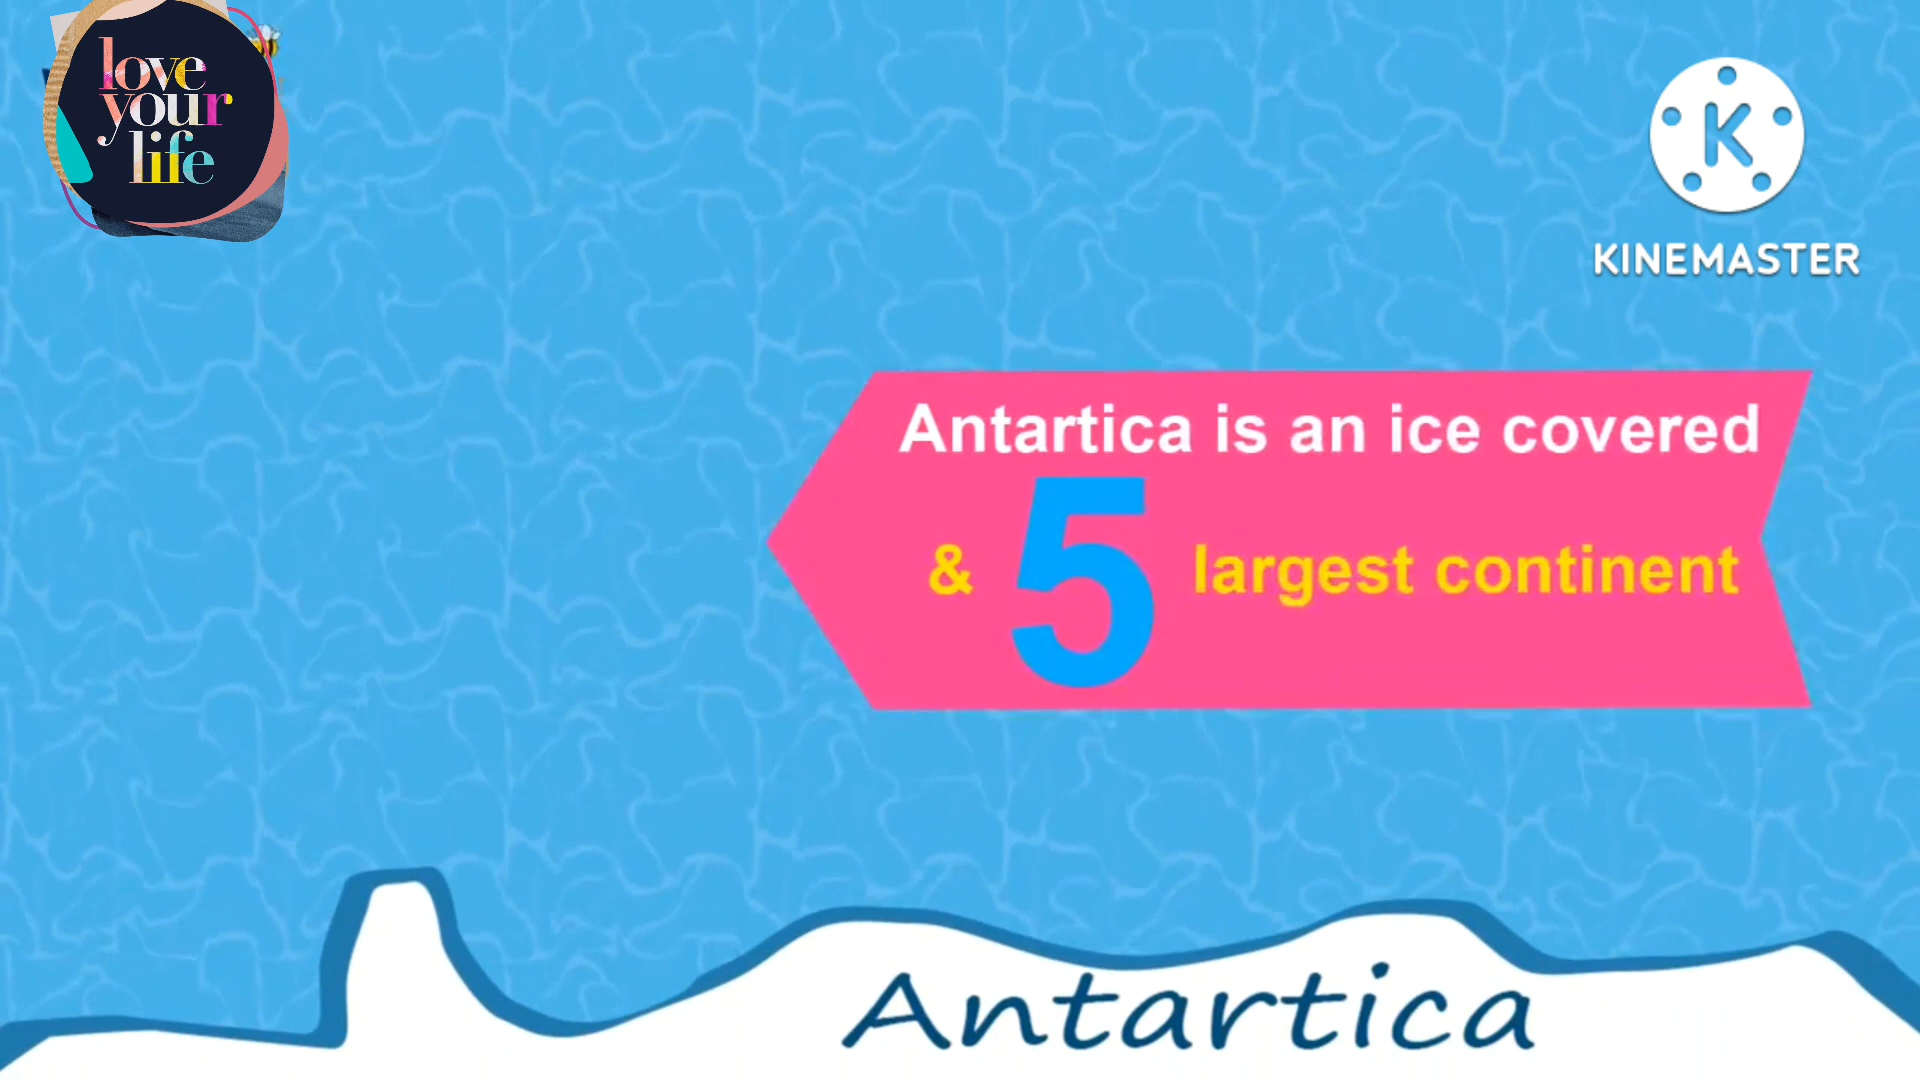 love
your
life
KINEMASTER
Antartica is an ice covered
& 5 largest continent
Antartica